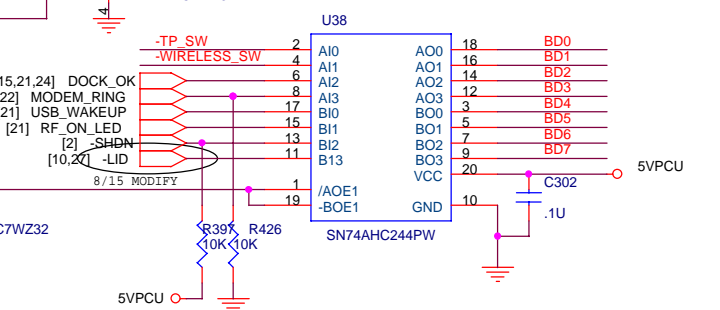 4
U38
-TP_SW 2 AI0 AO0 18 BD0
-WIRELESS_SW 4 AI1 AO1 16 BD1
15,21,24] DOCK_OK 6 AI2 AO2 14 BD2
22] MODEM_RING 8 AI3 AO3 12 BD3
21] USB_WAKEUP 17 BI0 BO0 3 BD4
[21] RF_ON_LED 15 BI1 BO1 5 BD5
[2] -SHDN 13 BI2 BO2 7 BD6
[10,27] -LID 11 B13 BO3 9 BD7
VCC 20 5VPCU
8/15 MODIFY
C302
1 /AOE1
19 -BOE1 GND 10 .1U
C7WZ32 R397 R426 SN74AHC244PW
10K 10K
5VPCU